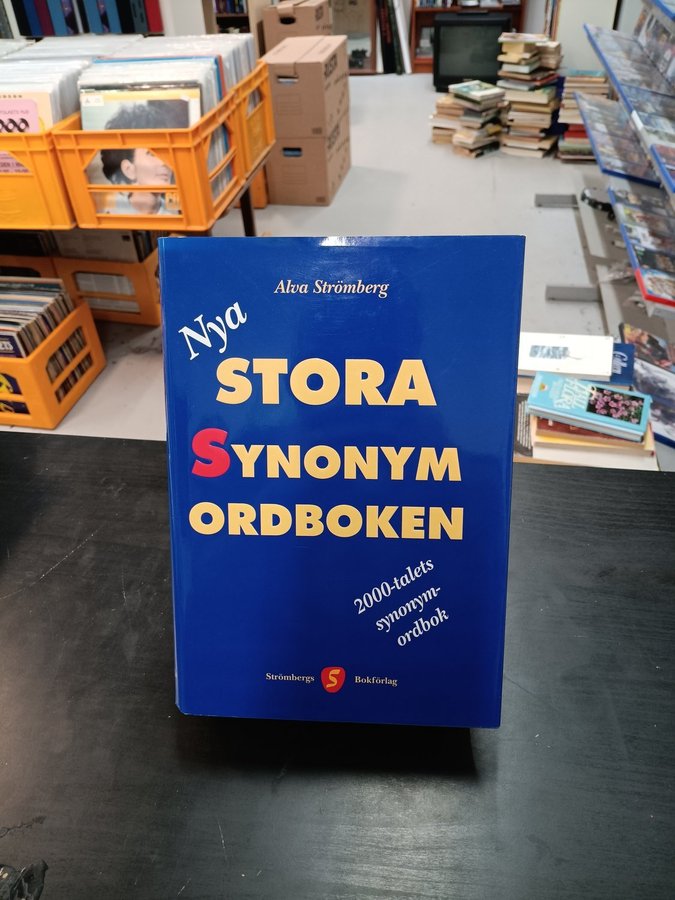 Alva Strömberg
Nya
STORA
SYNONYM
ORDBOKEN
2000-talets
synonym-
ordbok
Strömbergs S Bokförlag